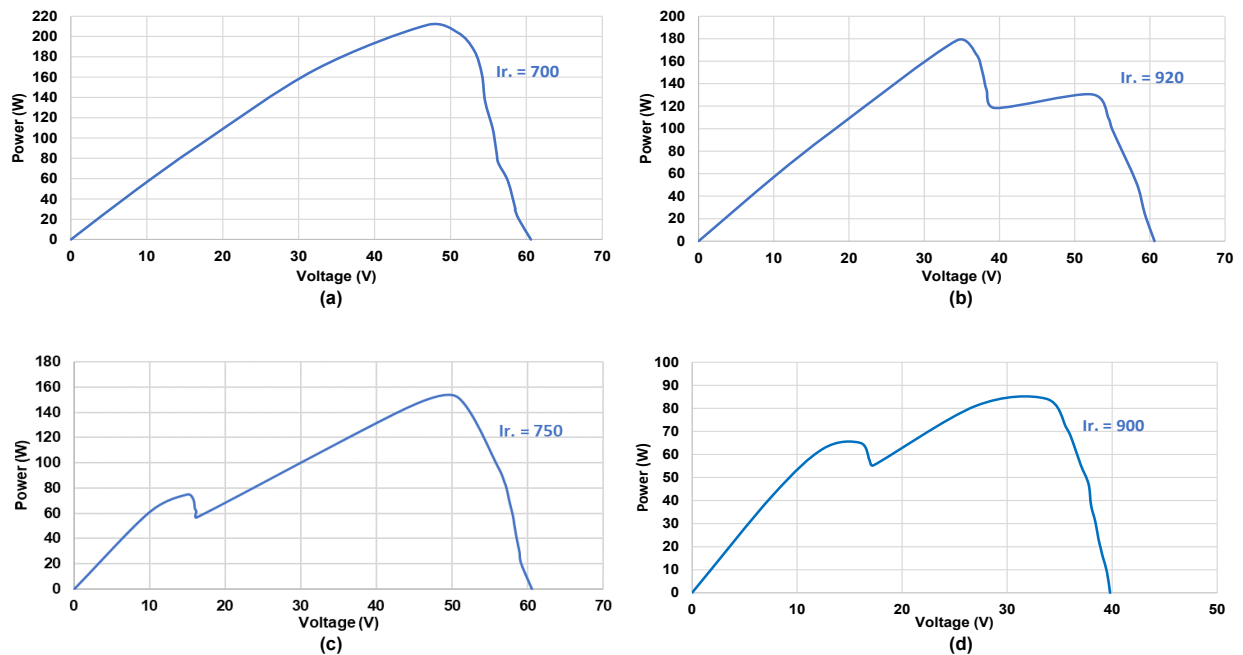 220
200
180
160
140
120
100
80
60
40
20
0
Power (W)
Ir. = 700
0 10 20 30 40 50 60 70
Voltage (V)
(a)
200
180
160
140
120
100
80
60
40
20
0
Power (W)
Ir. = 920
0 10 20 30 40 50 60 70
Voltage (V)
(b)
180
160
140
120
100
80
60
40
20
0
Power (W)
Ir. = 750
0 10 20 30 40 50 60 70
Voltage (V)
(c)
100
90
80
70
60
50
40
30
20
10
0
Power (W)
Ir. = 900
0 10 20 30 40 50
Voltage (V)
(d)